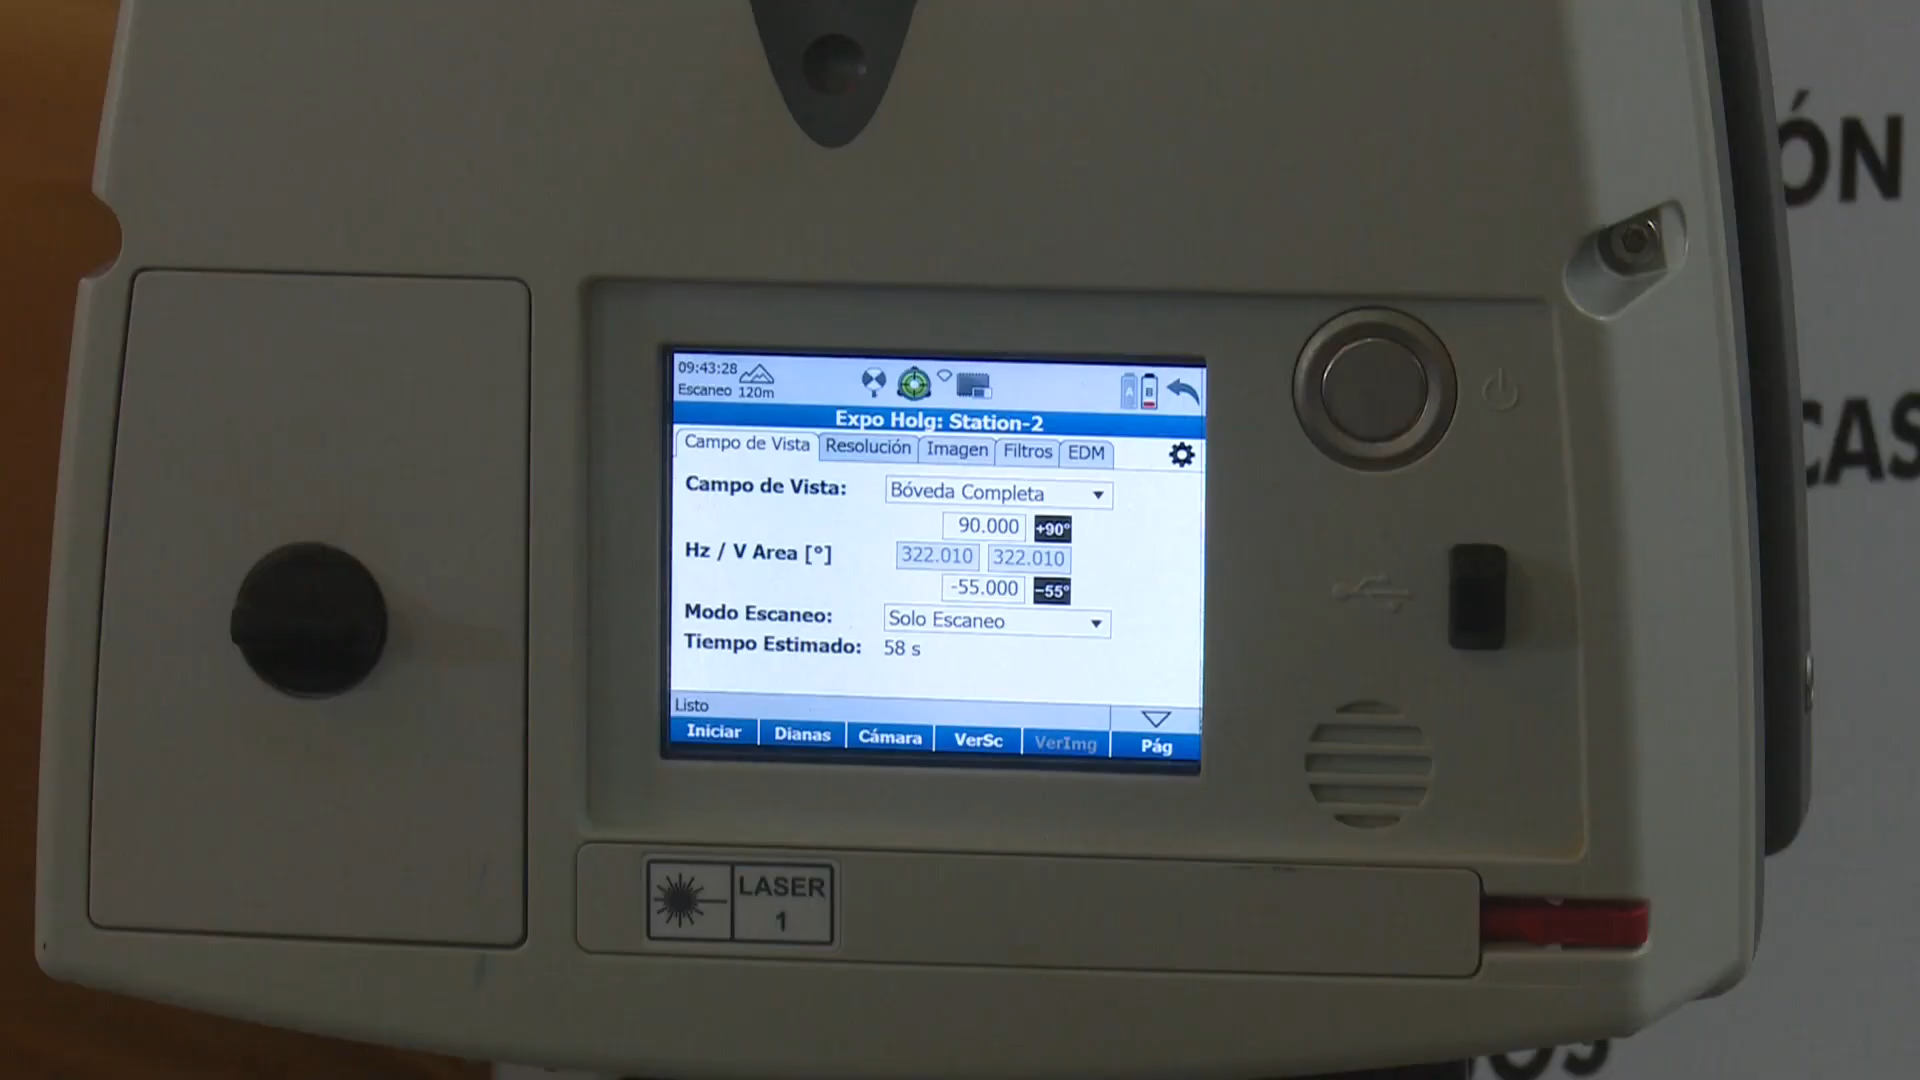 09:43:28
Escaneo 120m
A B
Expo Holg: Station-2
Campo de Vista Resolución Imagen Filtros EDM
Campo de Vista: Bóveda Completa
90.000 +90°
Hz / V Area [°] 322.010 322.010
-55.000 -55°
Modo Escaneo: Solo Escaneo
Tiempo Estimado: 58 s
Listo
Iniciar Dianas Cámara VerSc VerImg Pág
LASER
1
ÓN
CAS
OS